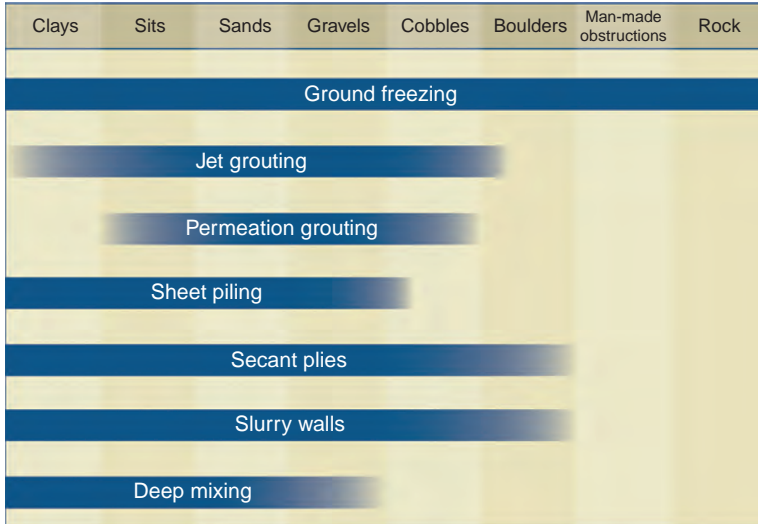 Clays Sits Sands Gravels Cobbles Boulders Man-made obstructions Rock
Ground freezing
Jet grouting
Permeation grouting
Sheet piling
Secant plies
Slurry walls
Deep mixing